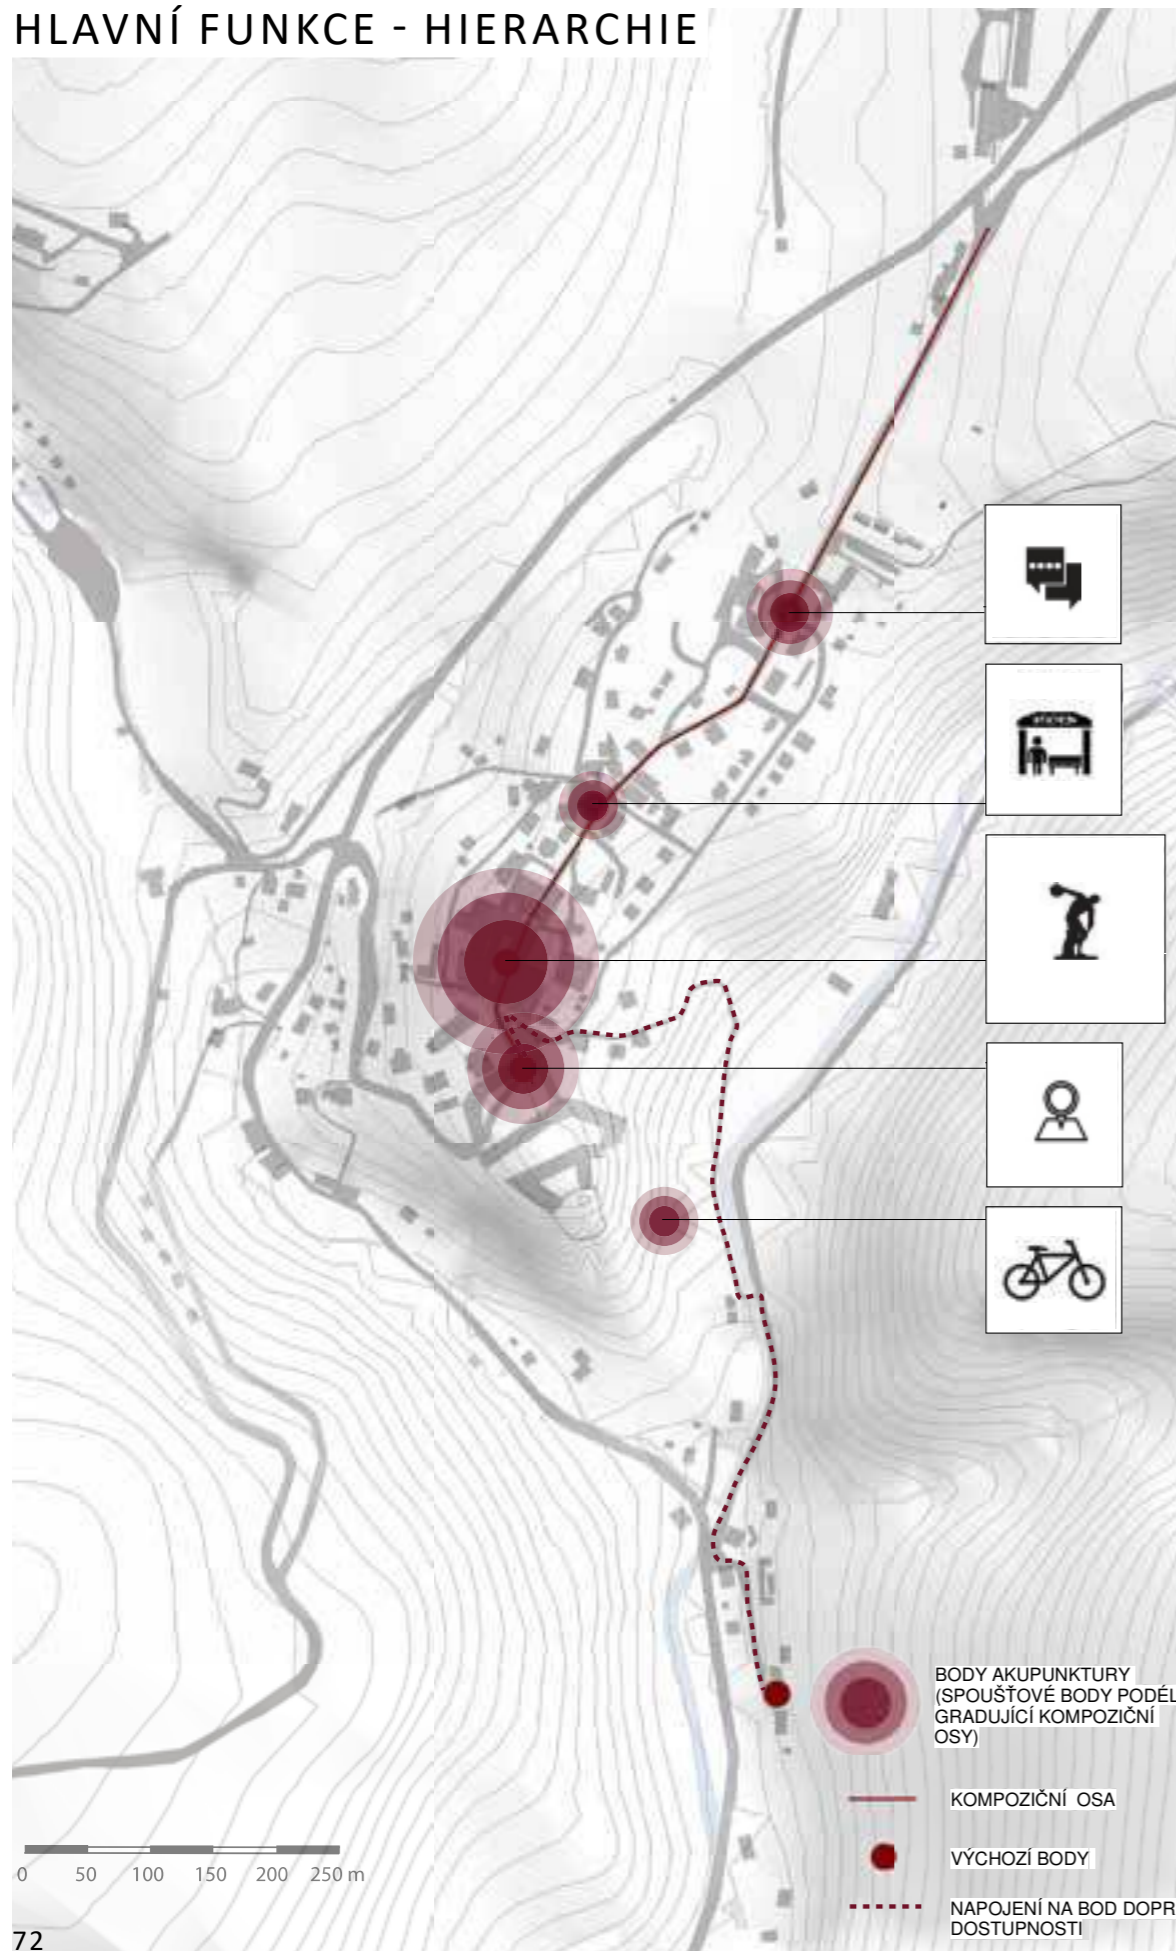 HLAVNÍ FUNKCE - HIERARCHIE
BODY AKUPUNKTURY
(SPOUŠŤOVÉ BODY PODÉL
GRADUJÍCÍ KOMPOZIČNÍ
OSY)
KOMPOZIČNÍ OSA
VÝCHOZÍ BODY
NAPOJENÍ NA BOD DOPR
DOSTUPNOSTI
0 50 100 150 200 250 m
72